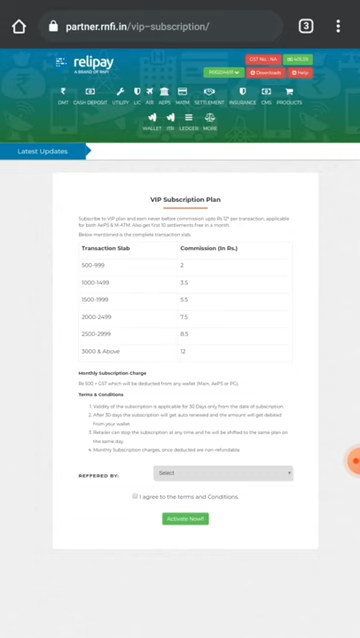 partner.rnfi.in/vip-subscription/
3
relipay
A BRAND OF RNFI
GST No.: NA
Downloads
Help
DMT CASH DEPOSIT UTILITY LIC AIR AEPS MATM SETTLEMENT INSURANCE CMS PRODUCTS
WALLET ITR LEDGER MORE
Latest Updates
VIP Subscription Plan
Subscribe to VIP plan and earn never before commission upto Rs 12* per transaction, applicable
for both AePS & M ATM. Also get first 10 settlements free in a month.
Below mentioned is the complete transaction slab.
Transaction Slab Commission (In Rs.)
500-999 2
1000-1499 3.5
1500-1999 5.5
2000-2499 7.5
2500-2999 8.5
3000 & Above 12
Monthly Subscription Charge
Rs 500 + GST which will be deducted from any wallet (Main, AePS or PG).
Terms & Conditions
1. Validity of the subscription is applicable for 30 Days only from the date of subscription.
2. After 30 days the subscription will get auto renewed and the amount will get debited
from your wallet.
3. Retailer can stop the subscription at any time and he will be shifted to the same plan on
the same day.
4. Monthly Subscription charges, once deducted are non-refundable.
REFFERED BY: Select
I agree to the terms and Conditions.
Activate Now!!